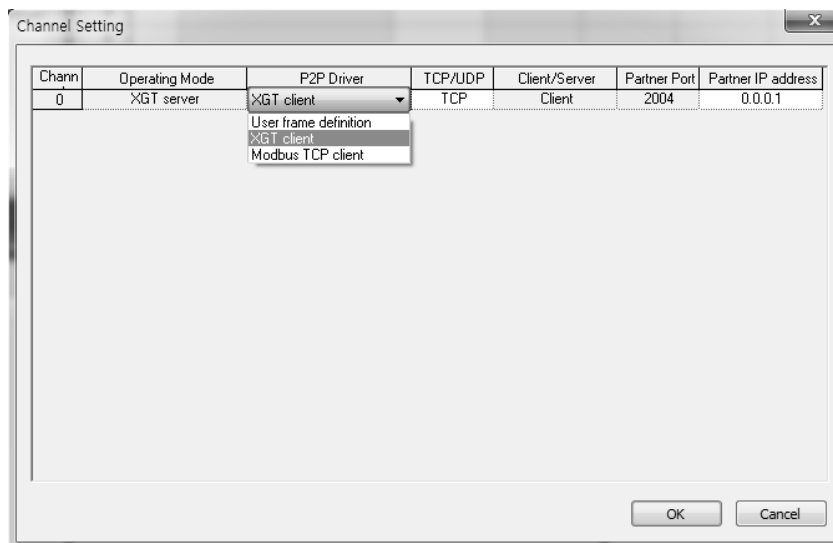 Channel Setting
x
Chann Operating Mode P2P Driver TCP/UDP Client/Server Partner Port Partner IP address
0 XGT server XGT client TCP Client 2004 0.0.0.1
User frame definition
XGT client
Modbus TCP client
OK Cancel